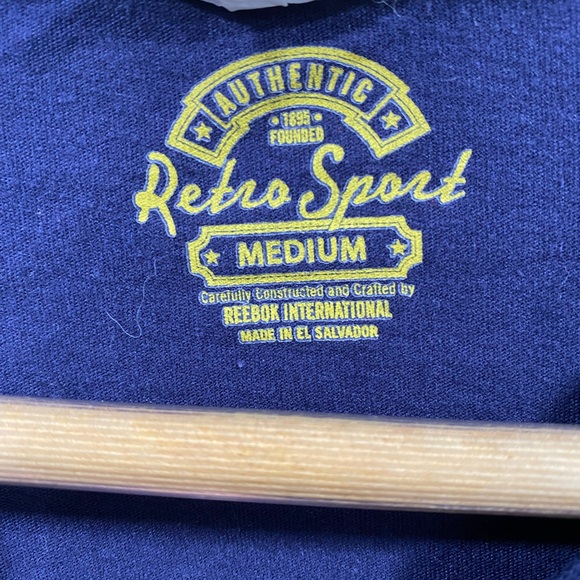 AUTHENTIC
1895
FOUNDED
Retro Sport
MEDIUM
Carefully Constructed and Crafted by
REEBOK INTERNATIONAL
MADE IN EL SALVADOR